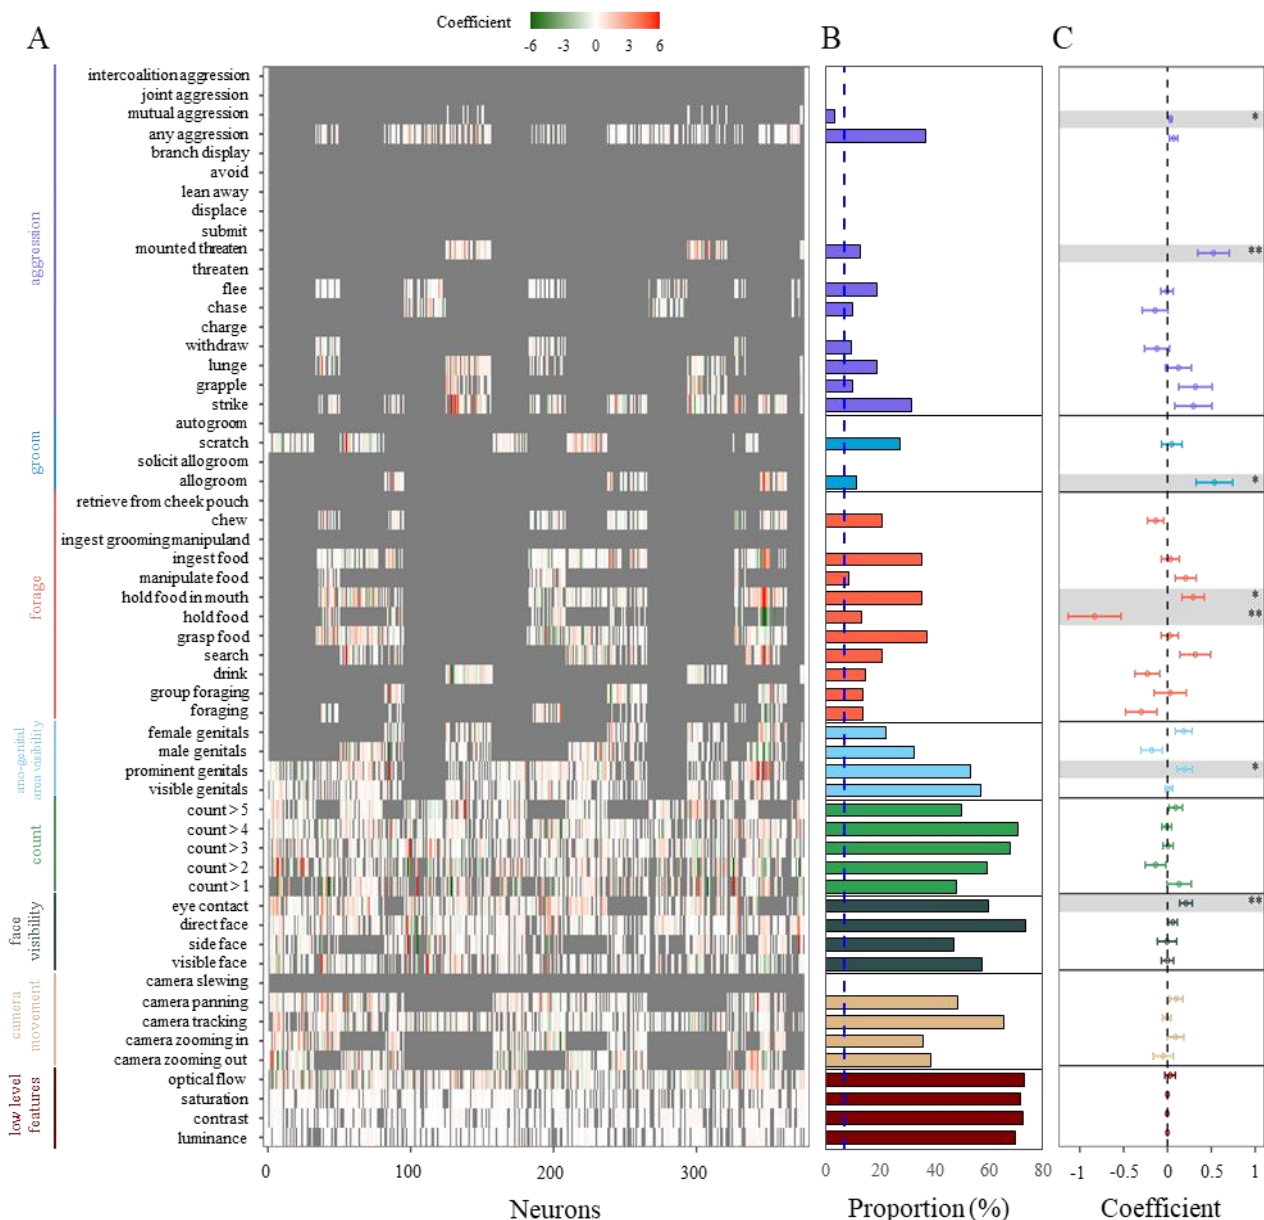 Coefficient
-6 -3 0 3 6
A B C
intercoalition aggression
joint aggression
mutual aggression
*
any aggression
branch display
avoid
lean away
displace
submit
mounted threaten
**
threaten
flee
chase
charge
withdraw
lunge
grapple
strike
aggression
autogroom
scratch
solicit allogroom
allogroom
*
groom
retrieve from cheek pouch
chew
ingest grooming manipuland
ingest food
manipulate food
hold food in mouth
*
hold food
**
grasp food
search
drink
group foraging
foraging
forage
female genitals
male genitals
prominent genitals
*
visible genitals
ano-genital
area visibility
count > 5
count > 4
count > 3
count > 2
count > 1
count
eye contact
**
direct face
side face
visible face
face
visibility
camera slewing
camera panning
camera tracking
camera zooming in
camera zooming out
camera
movement
optical flow
saturation
contrast
luminance
low level
features
0 100 200 300
Neurons
0 20 40 60 80
Proportion (%)
-1 -0.5 0 0.5 1
Coefficient